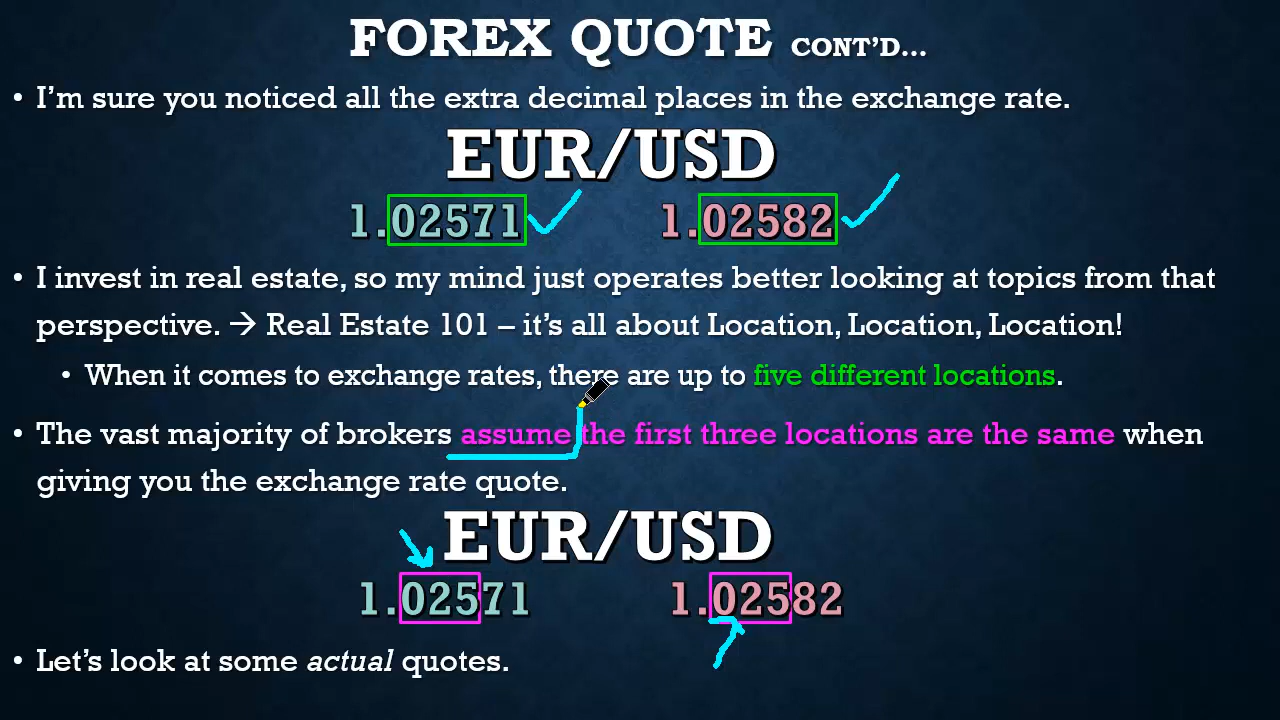 FOREX QUOTE CONT'D...
• I'm sure you noticed all the extra decimal places in the exchange rate.
EUR/USD
1.02571 1.02582
• I invest in real estate, so my mind just operates better looking at topics from that
perspective. → Real Estate 101 – it's all about Location, Location, Location!
• When it comes to exchange rates, there are up to five different locations.
• The vast majority of brokers assume the first three locations are the same when
giving you the exchange rate quote.
EUR/USD
1.02571 1.02582
• Let's look at some actual quotes.